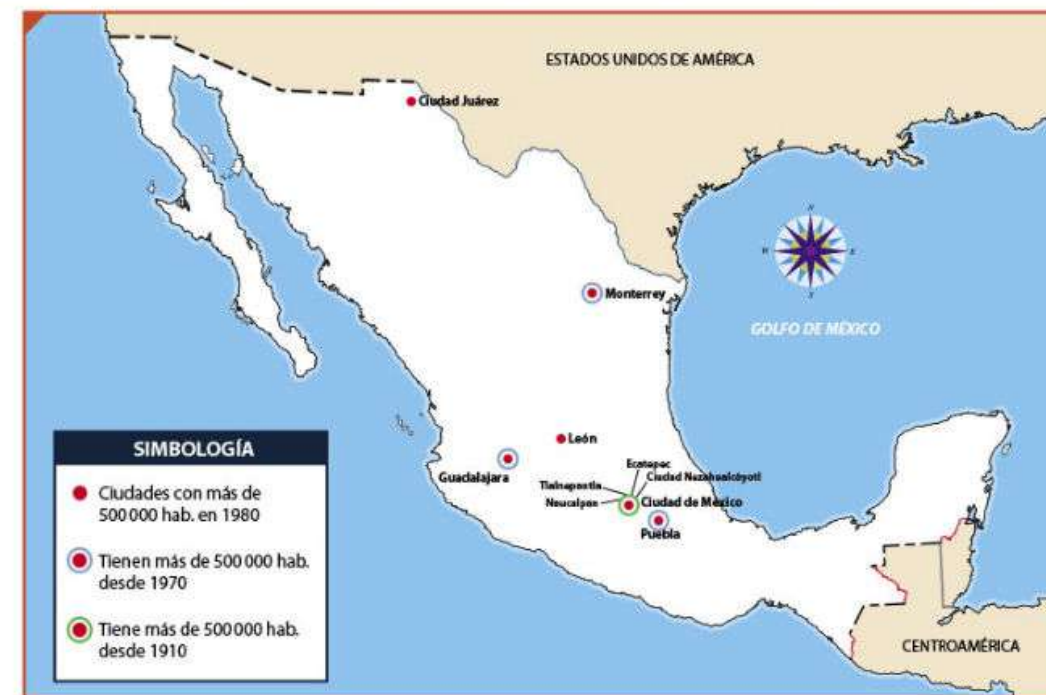 ESTADOS UNIDOS DE AMÉRICA
Ciudad Juárez
N
W
E
S
Monterrey
GOLFO DE MÉXICO
León
Guadalajara
Ecatepec
Ciudad Nezahualcóyotl
Tlalnepantla
Naucalpan
Ciudad de México
Puebla
CENTROAMÉRICA
SIMBOLOGÍA
Ciudades con más de
500 000 hab. en 1980
Tienen más de 500 000 hab.
desde 1970
Tiene más de 500 000 hab.
desde 1910